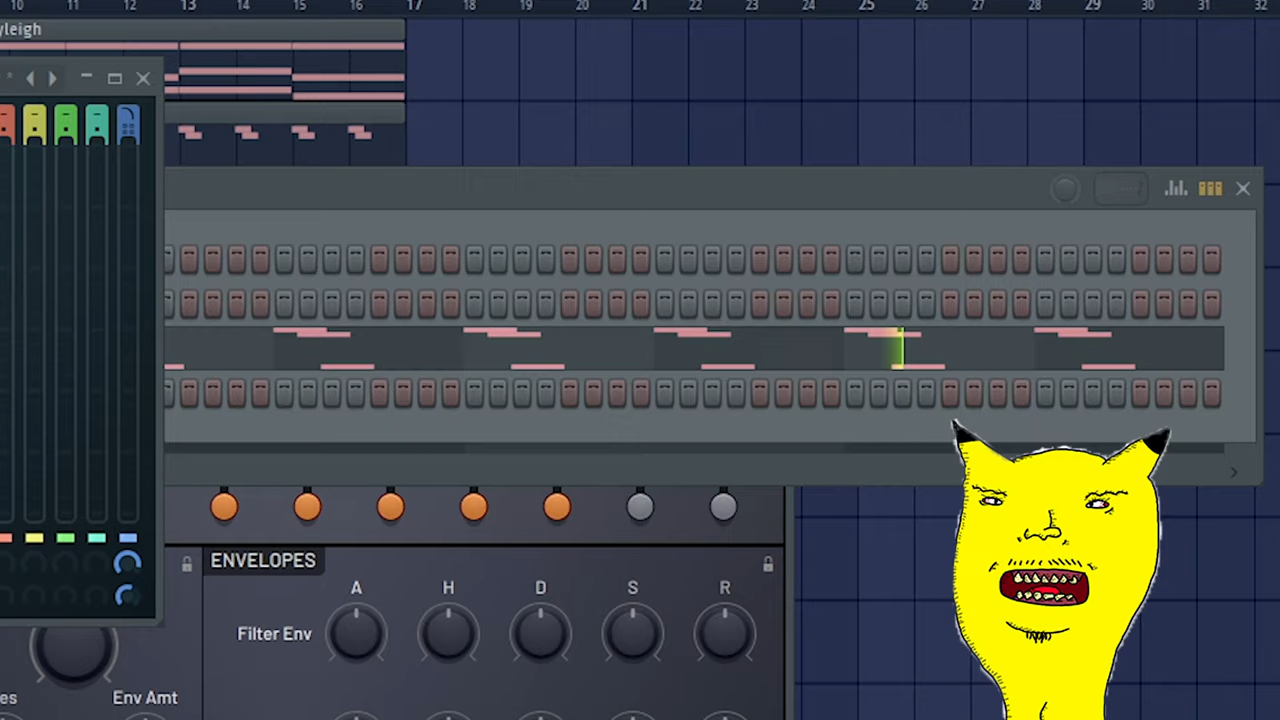 10 11 12 13 14 15 16 17 18 19 20 21 22 23 24 25 26 27 28 29 30 31 32
yleigh
ENVELOPES
A H D S R
Filter Env
es Env Amt